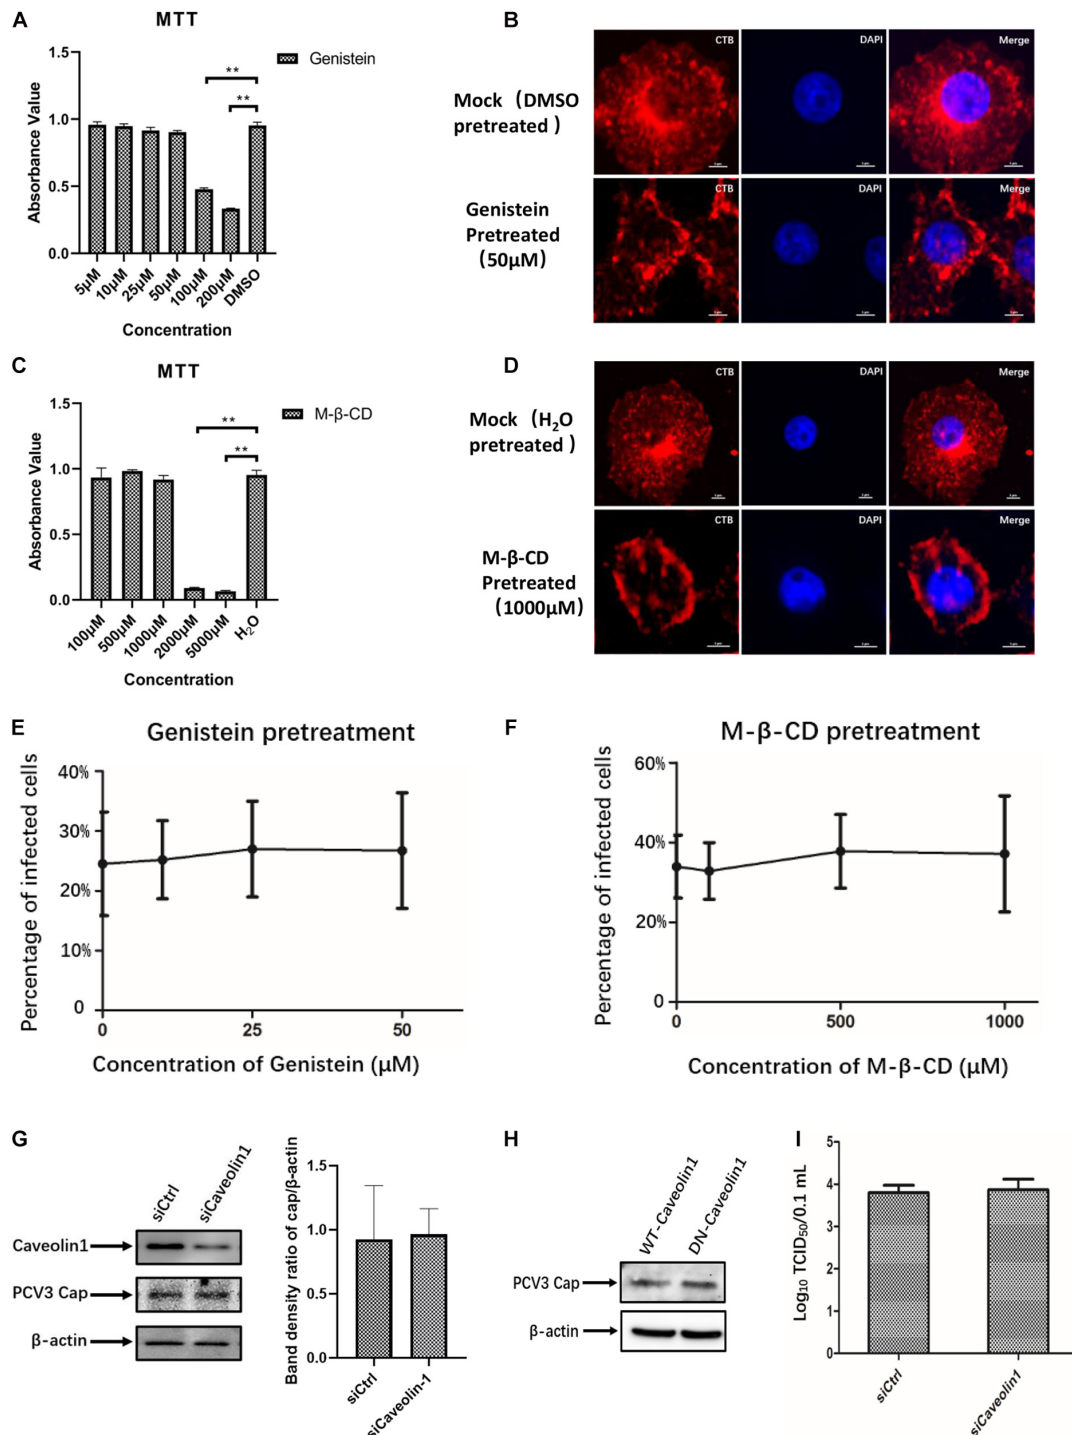 A
MTT
Absorbance Value
1.5
1.0
0.5
0.0
**
**
Genistein
5μM
10μM
25μM
50μM
100μM
200μM
DMSO
Concentration
B
Mock (DMSO
pretreated )
CTB
DAPI
Merge
Genistein
Pretreated
(50μM)
CTB
DAPI
Merge
C
MTT
Absorbance Value
1.5
1.0
0.5
0.0
**
**
M-β-CD
100μM
500μM
1000μM
2000μM
5000μM
H₂O
Concentration
D
Mock (H₂O
pretreated )
CTB
DAPI
Merge
M-β-CD
Pretreated
(1000μM)
CTB
DAPI
Merge
E
Genistein pretreatment
Percentage of infected cells
40%
30%
20%
10%
0
0
25
50
Concentration of Genistein (μM)
F
M-β-CD pretreatment
Percentage of infected cells
60%
40%
20%
0
0
500
1000
Concentration of M-β-CD (μM)
G
siCtrl
siCaveolin1
Caveolin1
PCV3 Cap
β-actin
Band density ratio of cap/β-actin
1.5
1.0
0.5
0.0
siCtrl
siCaveolin-1
H
WT-Caveolin1
DN-Caveolin1
PCV3 Cap
β-actin
I
Log₁₀ TCID₅₀/0.1 mL
5
4
3
2
1
0
siCtrl
siCaveolin1